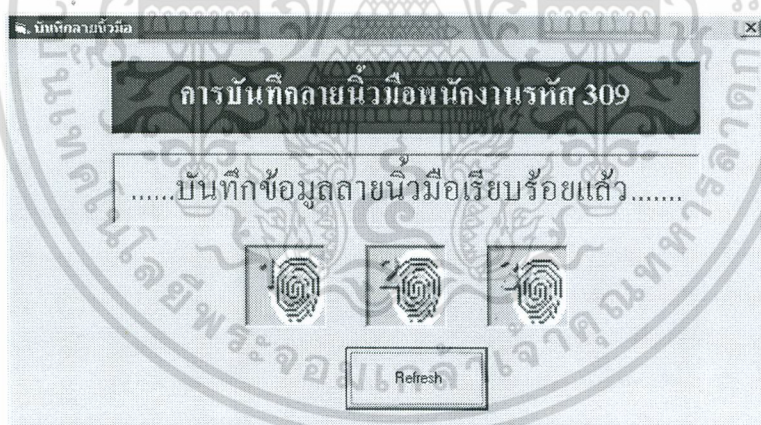 บันทึกลายนิ้วมือ
การบันทึกลายนิ้วมือพนักงานรหัส 309
......บันทึกข้อมูลลายนิ้วมือเรียบร้อยแล้ว.......
1 2 3
Refresh